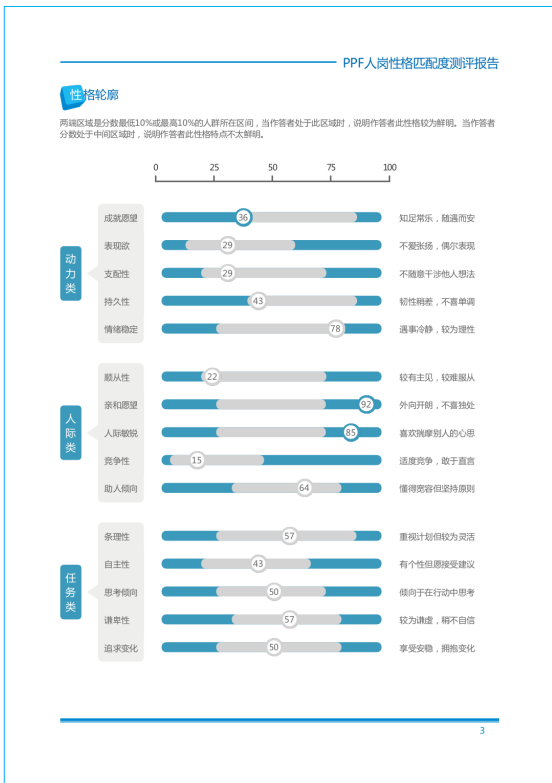 PPF人岗性格匹配度测评报告
性格轮廓
两端区域是分数最低10%或最高10%的人群所在区间，当作答者处于此区域时，说明作答者此性格较为鲜明。当作答者
分数处于中间区域时，说明作答者此性格特点不太鲜明。
0 25 50 75 100
动力类
成就愿望 36 知足常乐，随遇而安
表现欲 29 不爱张扬，偶尔表现
支配性 29 不随意干涉他人想法
持久性 43 韧性稍差，不喜单调
情绪稳定 78 遇事冷静，较为理性
人际类
顺从性 22 较有主见，较难服从
亲和愿望 92 外向开朗，不喜独处
人际敏锐 85 喜欢揣摩别人的心思
竞争性 15 适度竞争，敢于直言
助人倾向 64 懂得宽容但坚持原则
任务类
条理性 57 重视计划但较为灵活
自主性 43 有个性但愿接受建议
思考倾向 50 倾向于在行动中思考
谦卑性 57 较为谦虚，稍不自信
追求变化 50 享受安稳，拥抱变化
3